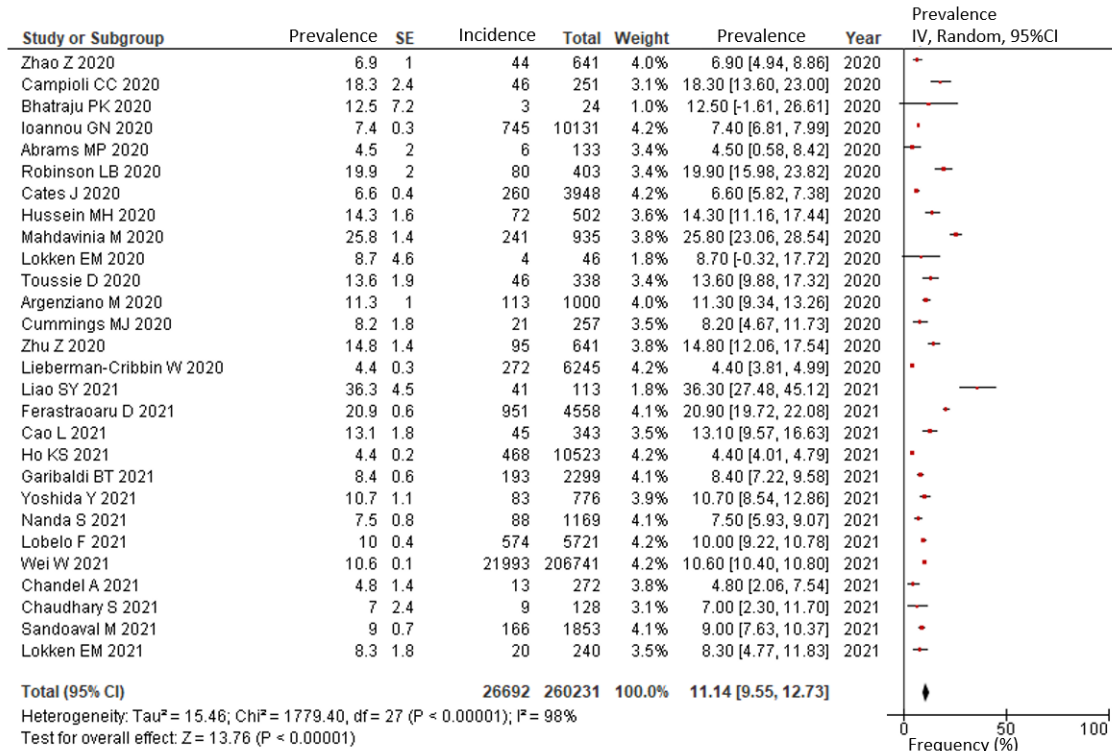 Prevalence
IV, Random, 95%CI
Study or Subgroup Prevalence SE Incidence Total Weight Prevalence Year
Zhao Z 2020 6.9 1 44 641 4.0% 6.90 [4.94, 8.86] 2020
Campioli CC 2020 18.3 2.4 46 251 3.1% 18.30 [13.60, 23.00] 2020
Bhatraju PK 2020 12.5 7.2 3 24 1.0% 12.50 [-1.61, 26.61] 2020
Ioannou GN 2020 7.4 0.3 745 10131 4.2% 7.40 [6.81, 7.99] 2020
Abrams MP 2020 4.5 2 6 133 3.4% 4.50 [0.58, 8.42] 2020
Robinson LB 2020 19.9 2 80 403 3.4% 19.90 [15.98, 23.82] 2020
Cates J 2020 6.6 0.4 260 3948 4.2% 6.60 [5.82, 7.38] 2020
Hussein MH 2020 14.3 1.6 72 502 3.6% 14.30 [11.16, 17.44] 2020
Mahdavinia M 2020 25.8 1.4 241 935 3.8% 25.80 [23.06, 28.54] 2020
Lokken EM 2020 8.7 4.6 4 46 1.8% 8.70 [-0.32, 17.72] 2020
Toussie D 2020 13.6 1.9 46 338 3.4% 13.60 [9.88, 17.32] 2020
Argenziano M 2020 11.3 1 113 1000 4.0% 11.30 [9.34, 13.26] 2020
Cummings MJ 2020 8.2 1.8 21 257 3.5% 8.20 [4.67, 11.73] 2020
Zhu Z 2020 14.8 1.4 95 641 3.8% 14.80 [12.06, 17.54] 2020
Lieberman-Cribbin W 2020 4.4 0.3 272 6245 4.2% 4.40 [3.81, 4.99] 2020
Liao SY 2021 36.3 4.5 41 113 1.8% 36.30 [27.48, 45.12] 2021
Ferastraoaru D 2021 20.9 0.6 951 4558 4.1% 20.90 [19.72, 22.08] 2021
Cao L 2021 13.1 1.8 45 343 3.5% 13.10 [9.57, 16.63] 2021
Ho KS 2021 4.4 0.2 468 10523 4.2% 4.40 [4.01, 4.79] 2021
Garibaldi BT 2021 8.4 0.6 193 2299 4.1% 8.40 [7.22, 9.58] 2021
Yoshida Y 2021 10.7 1.1 83 776 3.9% 10.70 [8.54, 12.86] 2021
Nanda S 2021 7.5 0.8 88 1169 4.1% 7.50 [5.93, 9.07] 2021
Lobelo F 2021 10 0.4 574 5721 4.2% 10.00 [9.22, 10.78] 2021
Wei W 2021 10.6 0.1 21993 206741 4.2% 10.60 [10.40, 10.80] 2021
Chandel A 2021 4.8 1.4 13 272 3.8% 4.80 [2.06, 7.54] 2021
Chaudhary S 2021 7 2.4 9 128 3.1% 7.00 [2.30, 11.70] 2021
Sandoaval M 2021 9 0.7 166 1853 4.1% 9.00 [7.63, 10.37] 2021
Lokken EM 2021 8.3 1.8 20 240 3.5% 8.30 [4.77, 11.83] 2021
Total (95% CI) 26692 260231 100.0% 11.14 [9.55, 12.73]
Heterogeneity: Tau² = 15.46; Chi² = 1779.40, df = 27 (P < 0.00001); I² = 98%
Test for overall effect: Z = 13.76 (P < 0.00001)
0 50 100
Frequency (%)